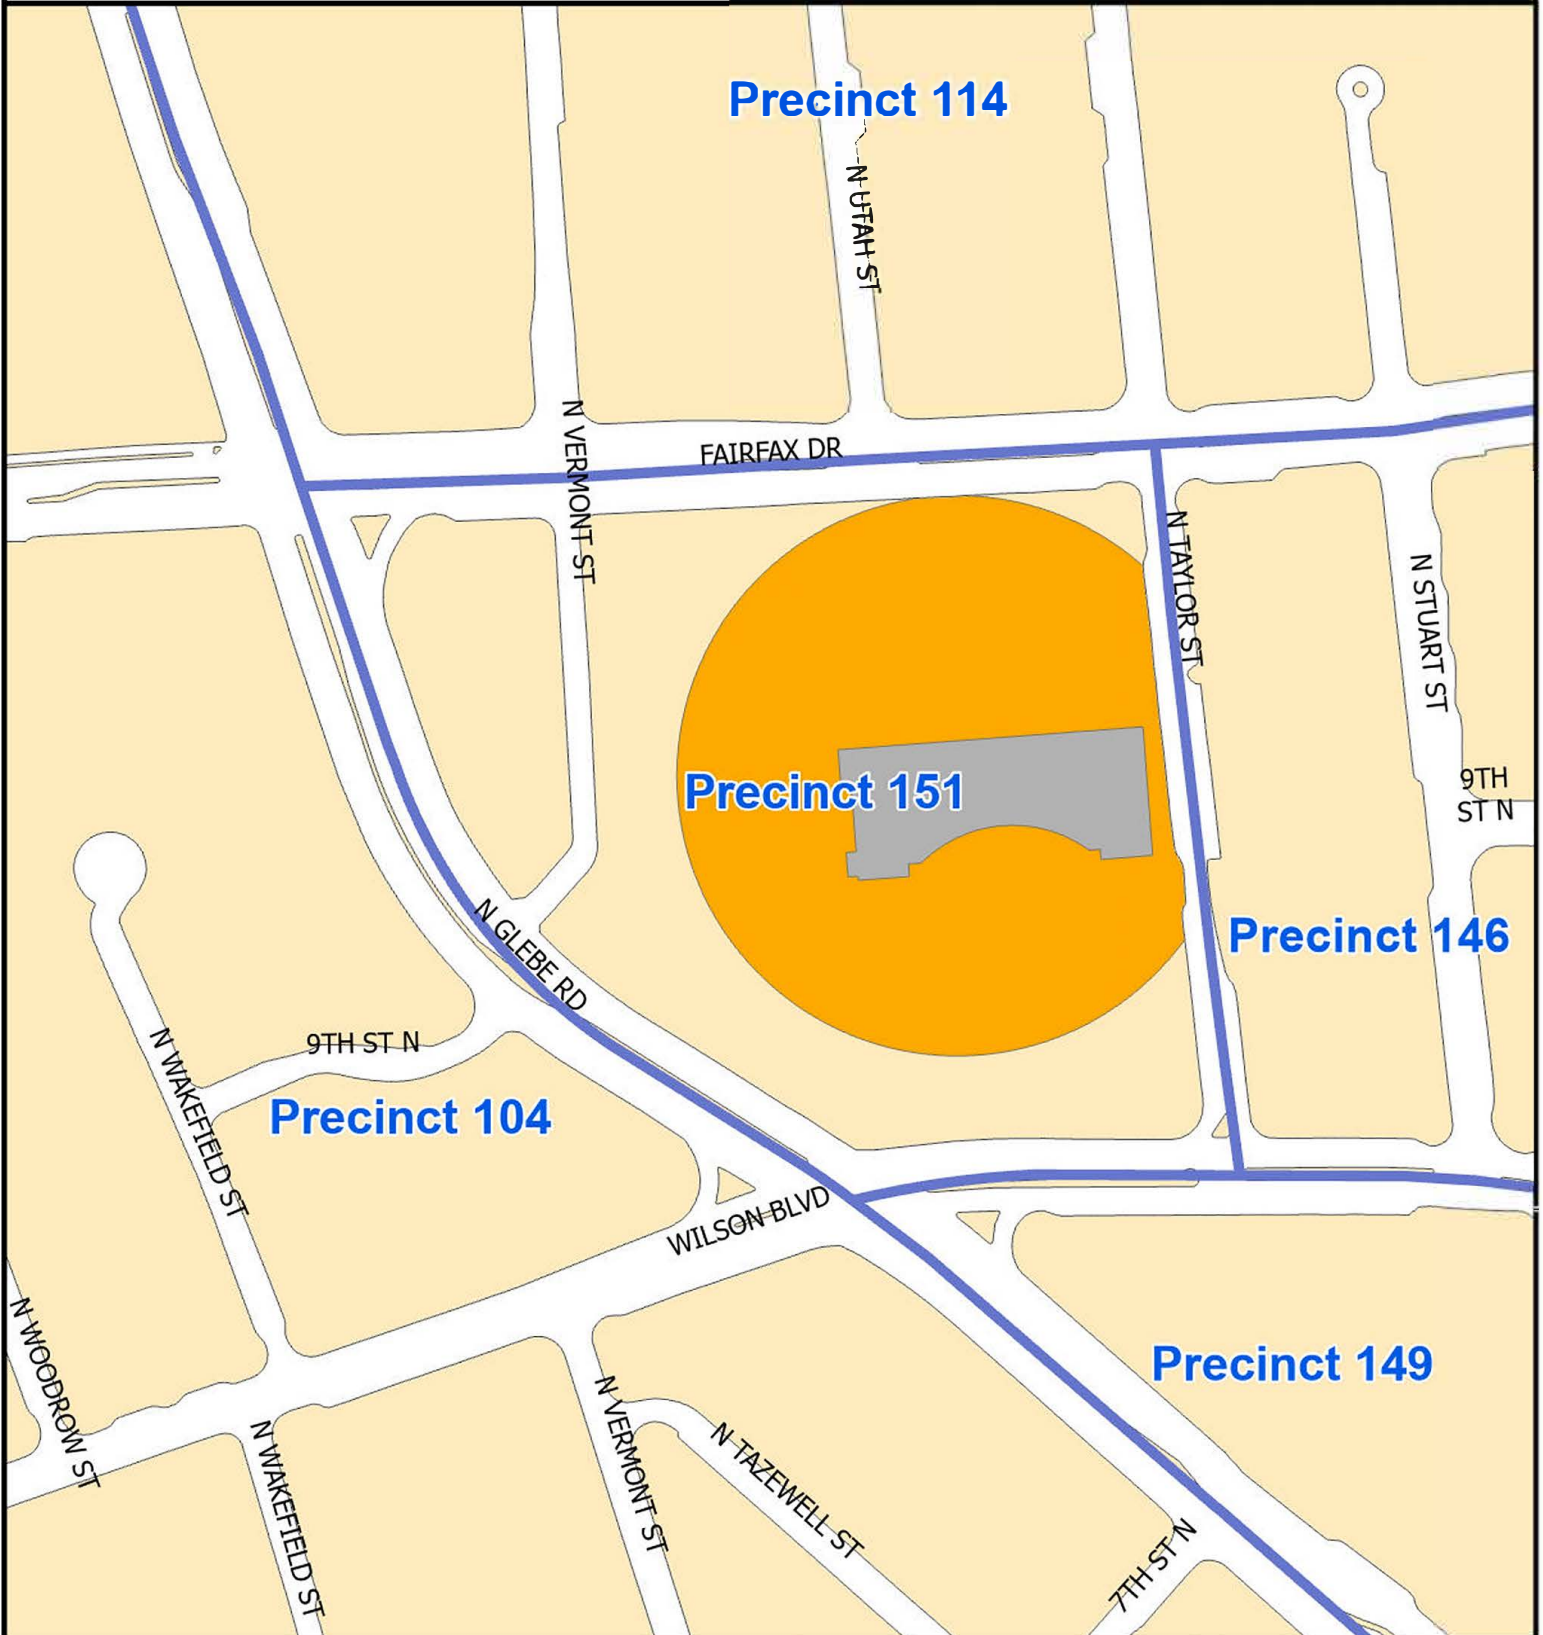 Precinct 114
N UTAH ST
N VERMONT ST
FAIRFAX DR
N TAYLOR ST
N STUART ST
9TH
ST N
Precinct 151
N GLEBE RD
Precinct 146
9TH ST N
N WAKEFIELD ST
Precinct 104
WILSON BLVD
N WOODROW ST
Precinct 149
N WAKEFIELD ST
N VERMONT ST
N TAZEWELL ST
7TH ST N